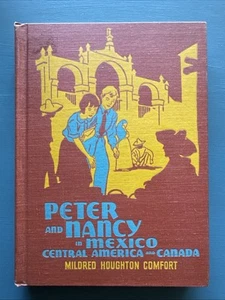 PETER
AND NANCY
IN MEXICO
CENTRAL AMERICA AND CANADA
MILDRED HOUGHTON COMFORT